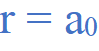 r = a₀